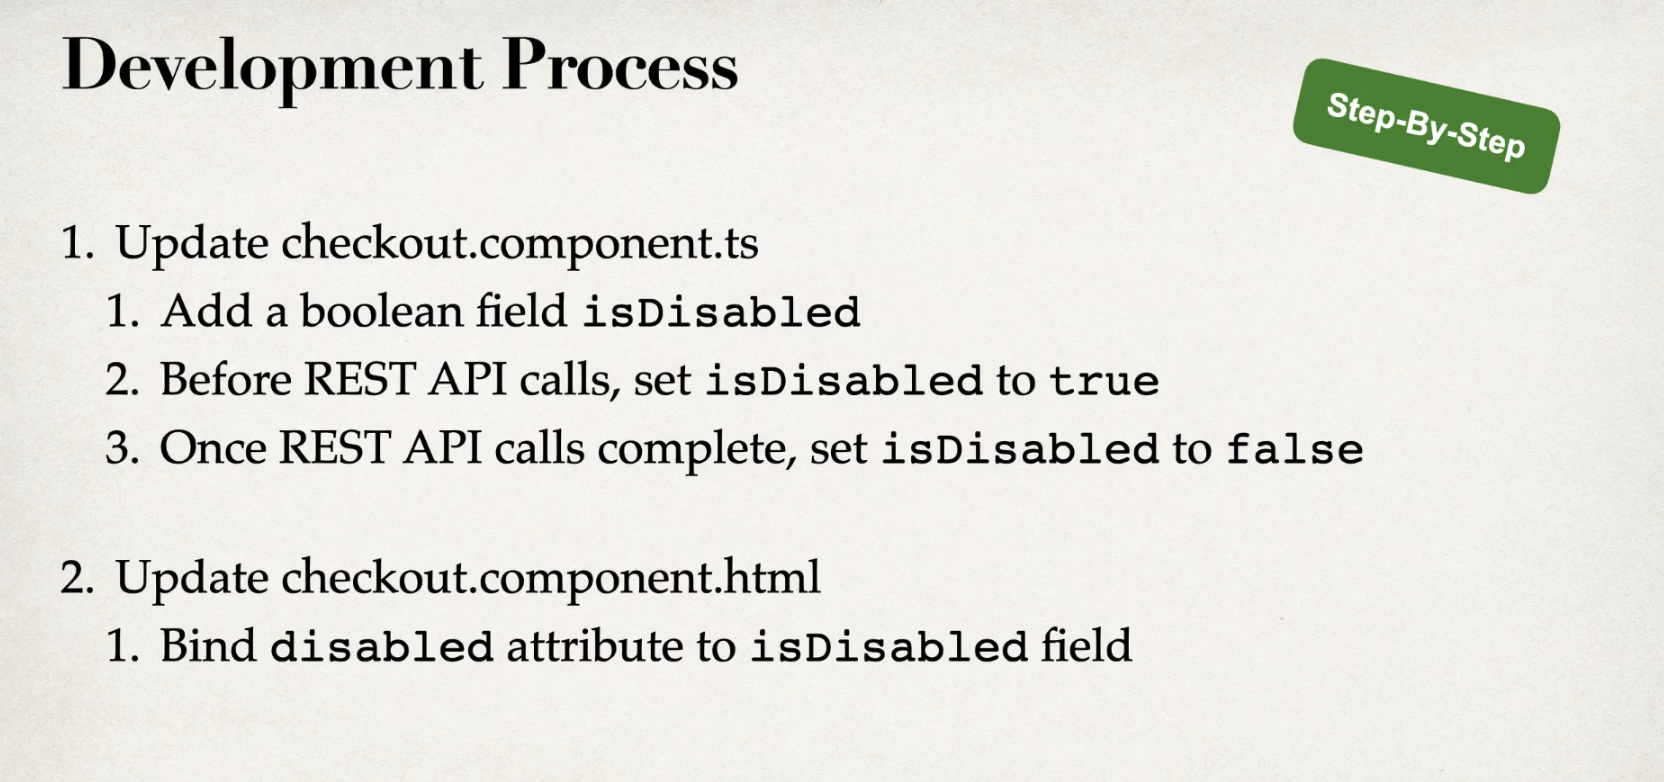 Development Process
Step-By-Step
1. Update checkout.component.ts
1. Add a boolean field isDisabled
2. Before REST API calls, set isDisabled to true
3. Once REST API calls complete, set isDisabled to false
2. Update checkout.component.html
1. Bind disabled attribute to isDisabled field